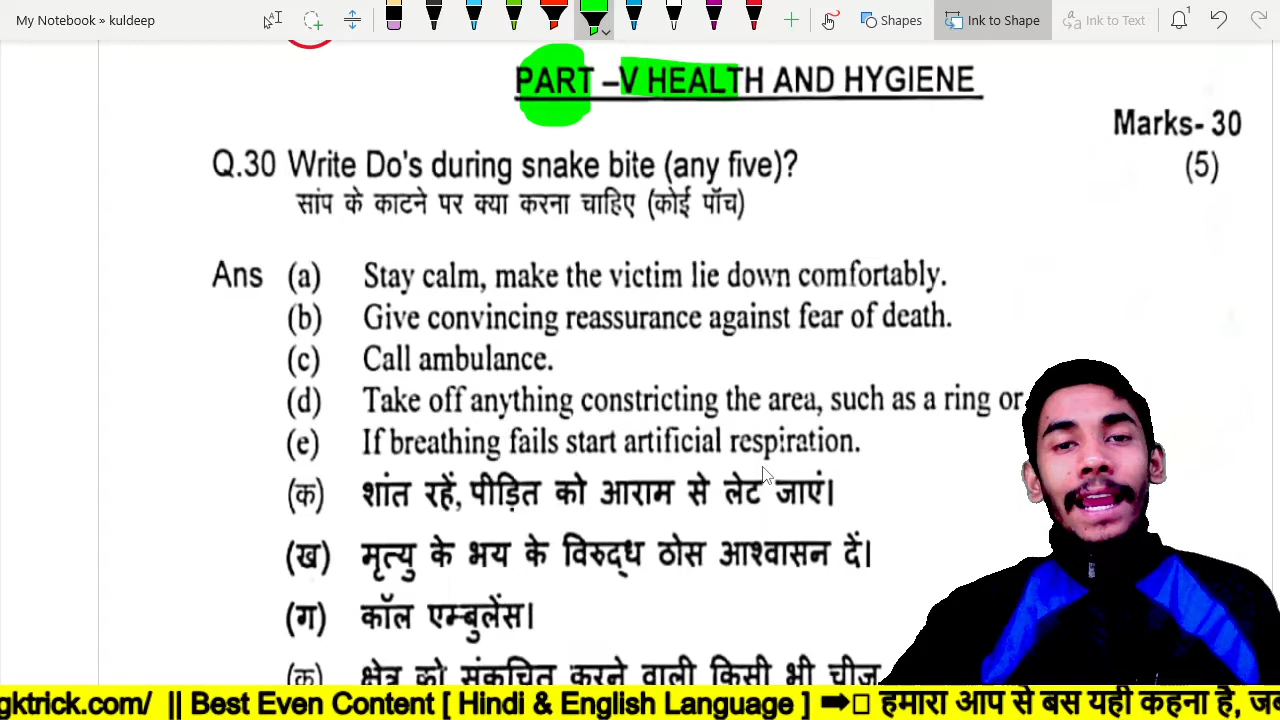 My Notebook » kuldeep
Shapes
Ink to Shape
Ink to Text
PART –V HEALTH AND HYGIENE
Marks- 30
Q.30 Write Do's during snake bite (any five)? (5)
सांप के काटने पर क्या करना चाहिए (कोई पॉच)
Ans (a) Stay calm, make the victim lie down comfortably.
(b) Give convincing reassurance against fear of death.
(c) Call ambulance.
(d) Take off anything constricting the area, such as a ring or
(e) If breathing fails start artificial respiration.
(क) शांत रहें, पीड़ित को आराम से लेट जाएं।
(ख) मृत्यु के भय के विरुद्ध ठोस आश्वासन दें।
(ग) कॉल एम्बुलेंस।
(क) क्षेत्र को संकुचित करने वाली किसी भी चीज
gktrick.com/ || Best Even Content [ Hindi & English Language ] ➡ हमारा आप से बस यही कहना है,